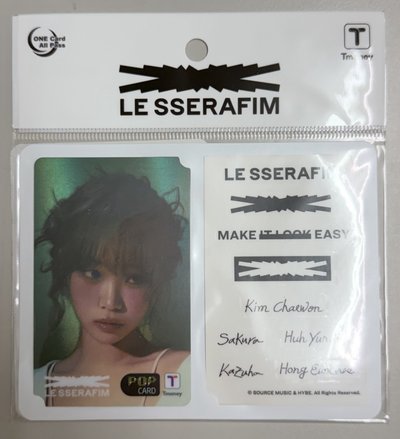 ONE Card
All Pass
T
Tmoney
LE SSERAFIM
LE SSERAFIM
MAKE IT LOOK EASY
Kim Chaewon
Sakura Huh Yun
Kazuha Hong
© SOURCE MUSIC & HYBE. All Rights Reserved.
LE SSERAFIM
POP
CARD
T
Tmoney